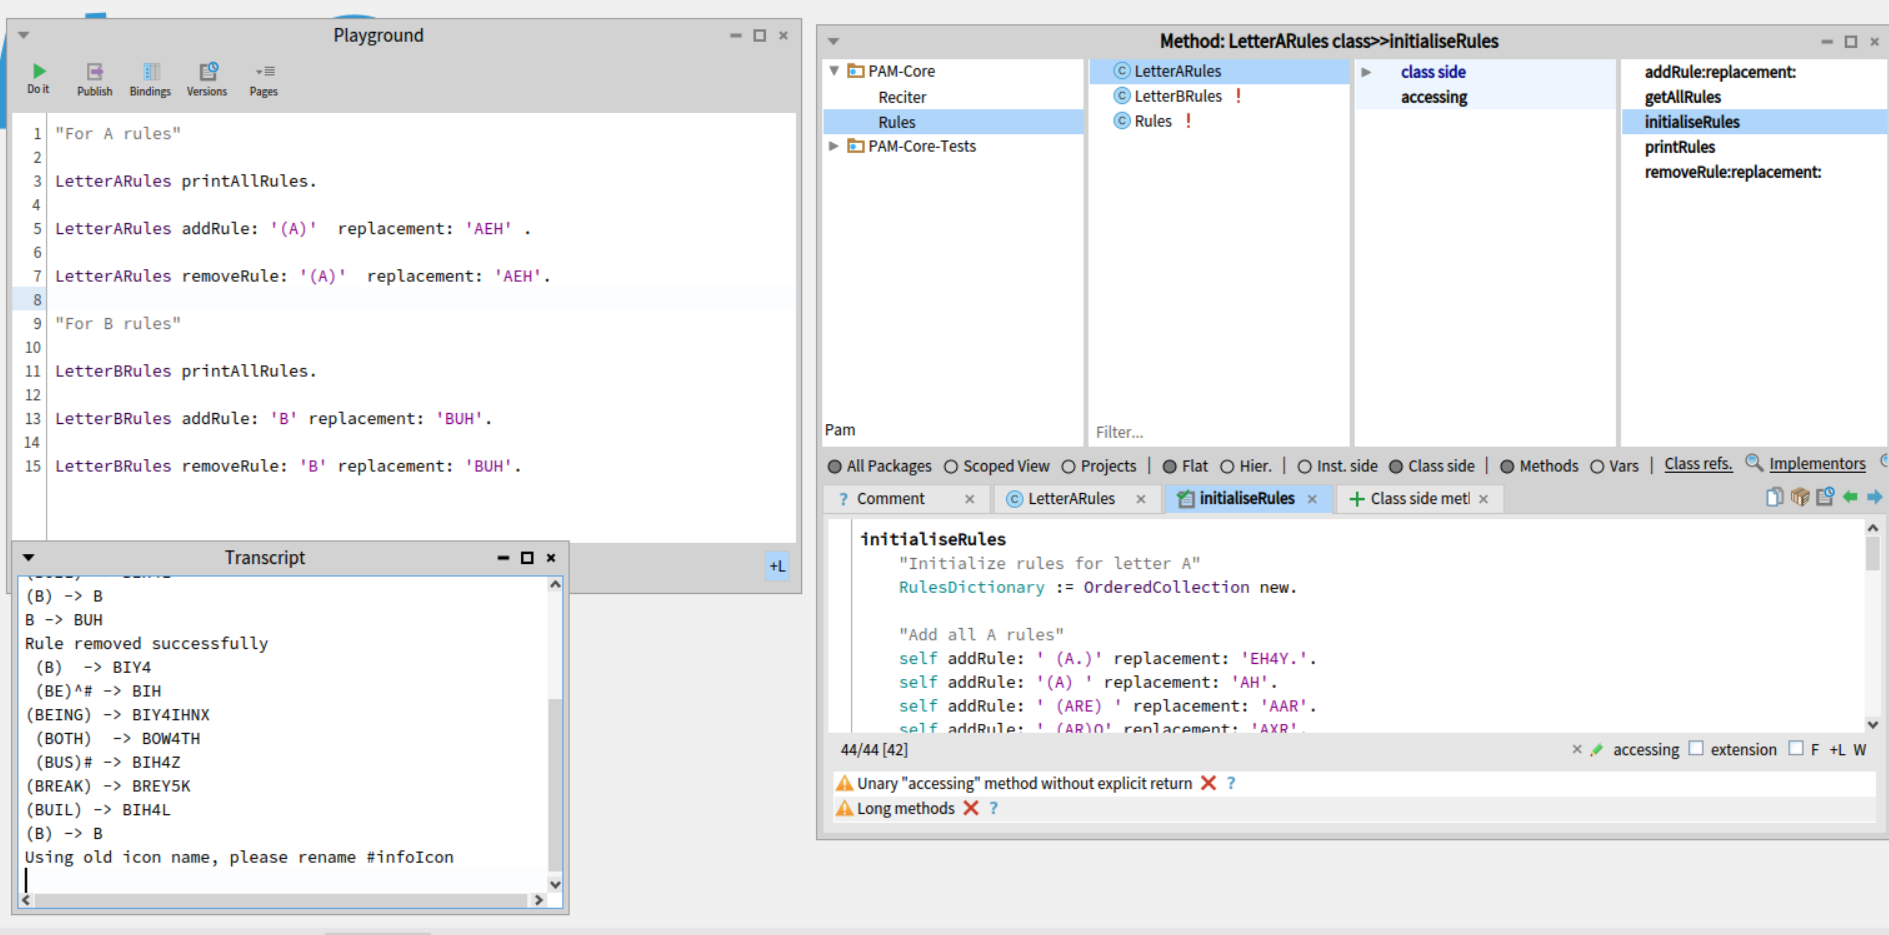 Playground
Do it
Publish
Bindings
Versions
Pages
1 "For A rules"
2
3 LetterARules printAllRules.
4
5 LetterARules addRule: '(A)'  replacement: 'AEH' .
6
7 LetterARules removeRule: '(A)'  replacement: 'AEH'.
8
9 "For B rules"
10
11 LetterBRules printAllRules.
12
13 LetterBRules addRule: 'B' replacement: 'BUH'.
14
15 LetterBRules removeRule: 'B' replacement: 'BUH'.
+L
Transcript
(B) -> B
B -> BUH
Rule removed successfully
 (B)  -> BIY4
 (BE)^# -> BIH
(BEING) -> BIY4IHNX
 (BOTH)  -> BOW4TH
 (BUS)# -> BIH4Z
(BREAK) -> BREY5K
(BUIL) -> BIH4L
(B) -> B
Using old icon name, please rename #infoIcon
Method: LetterARules class>>initialiseRules
PAM-Core
Reciter
Rules
PAM-Core-Tests
Pam
C LetterARules
C LetterBRules !
C Rules !
Filter...
class side
accessing
addRule:replacement:
getAllRules
initialiseRules
printRules
removeRule:replacement:
All Packages Scoped View Projects | Flat Hier. | Inst. side Class side | Methods Vars | Class refs. Implementors
? Comment ×
C LetterARules ×
initialiseRules ×
+ Class side metl ×
initialiseRules
"Initialize rules for letter A"
RulesDictionary := OrderedCollection new.
"Add all A rules"
self addRule: ' (A.)' replacement: 'EH4Y.'.
self addRule: '(A) ' replacement: 'AH'.
self addRule: ' (ARE) ' replacement: 'AAR'.
self addRule: ' (AR)O' replacement: 'AXR'.
44/44 [42]
× accessing extension F +L W
Unary "accessing" method without explicit return ?
Long methods ?